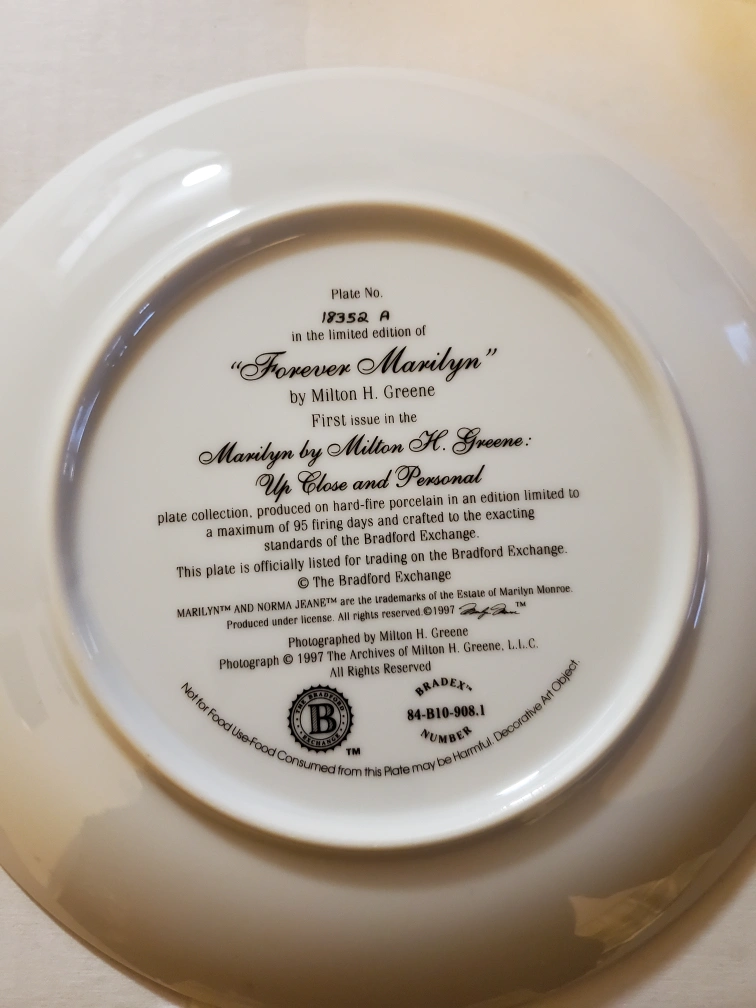 Plate No.
18352 A
in the limited edition of
“Forever Marilyn”
by Milton H. Greene
First issue in the
Marilyn by Milton H. Greene:
Up Close and Personal
plate collection, produced on hard-fire porcelain in an edition limited to
a maximum of 95 firing days and crafted to the exacting
standards of the Bradford Exchange.
This plate is officially listed for trading on the Bradford Exchange.
© The Bradford Exchange
MARILYN™ AND NORMA JEANE™ are the trademarks of the Estate of Marilyn Monroe.
Produced under license. All rights reserved ©1997 ™
Photographed by Milton H. Greene
Photograph © 1997 The Archives of Milton H. Greene, L.L.C.
All Rights Reserved
THE BRADFORD
B
EXCHANGE
™
BRADEX™
84-B10-908.1
NUMBER
Not for Food Use-Food Consumed from this Plate may be Harmful. Decorative Art Object.